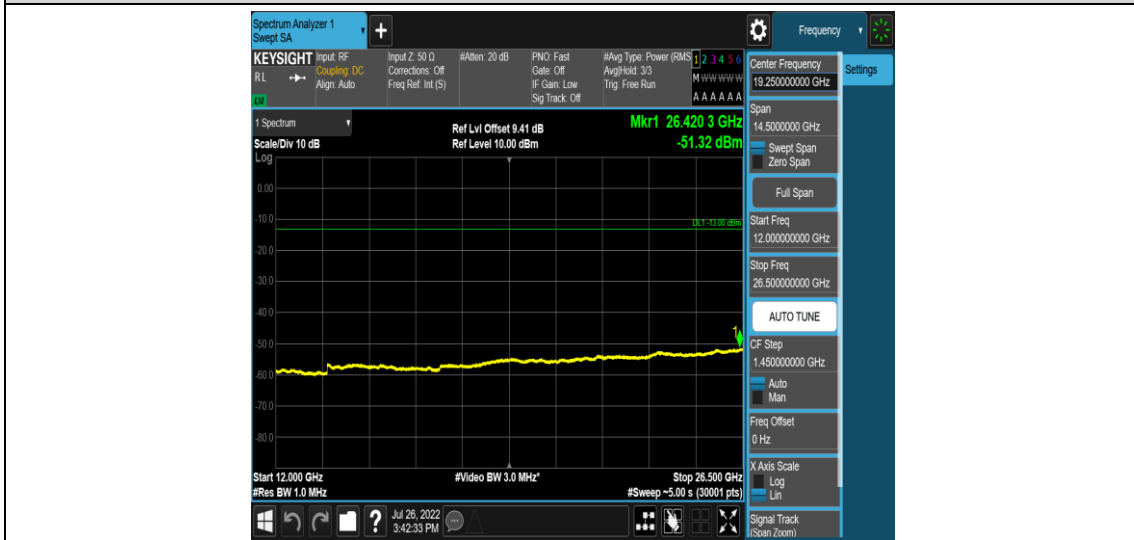 Spectrum Analyzer 1
Swept SA
+
Frequency
KEYSIGHT
RL
LXI
Input: RF
Coupling: DC
Align: Auto
Input Z: 50 Ω
Corrections: Off
Freq Ref: Int (S)
#Atten: 20 dB
PNO: Fast
Gate: Off
IF Gain: Low
Sig Track: Off
#Avg Type: Power (RMS
Avg|Hold: 3/3
Trig: Free Run
1 2 3 4 5 6
M W W W W W
A A A A A A
1 Spectrum
Scale/Div 10 dB
Log
Ref Lvl Offset 9.41 dB
Ref Level 10.00 dBm
Mkr1 26.420 3 GHz
-51.32 dBm
0.00
-10.0
DL1 -13.00 dBm
-20.0
-30.0
-40.0
1
-50.0
-60.0
-70.0
-80.0
Start 12.000 GHz
#Video BW 3.0 MHz*
Stop 26.500 GHz
#Res BW 1.0 MHz
#Sweep ~5.00 s (30001 pts)
?
Jul 26, 2022
3:42:33 PM
Center Frequency
19.250000000 GHz
Settings
Span
14.5000000 GHz
Swept Span
Zero Span
Full Span
Start Freq
12.000000000 GHz
Stop Freq
26.500000000 GHz
AUTO TUNE
CF Step
1.450000000 GHz
Auto
Man
Freq Offset
0 Hz
X Axis Scale
Log
Lin
Signal Track
(Span Zoom)